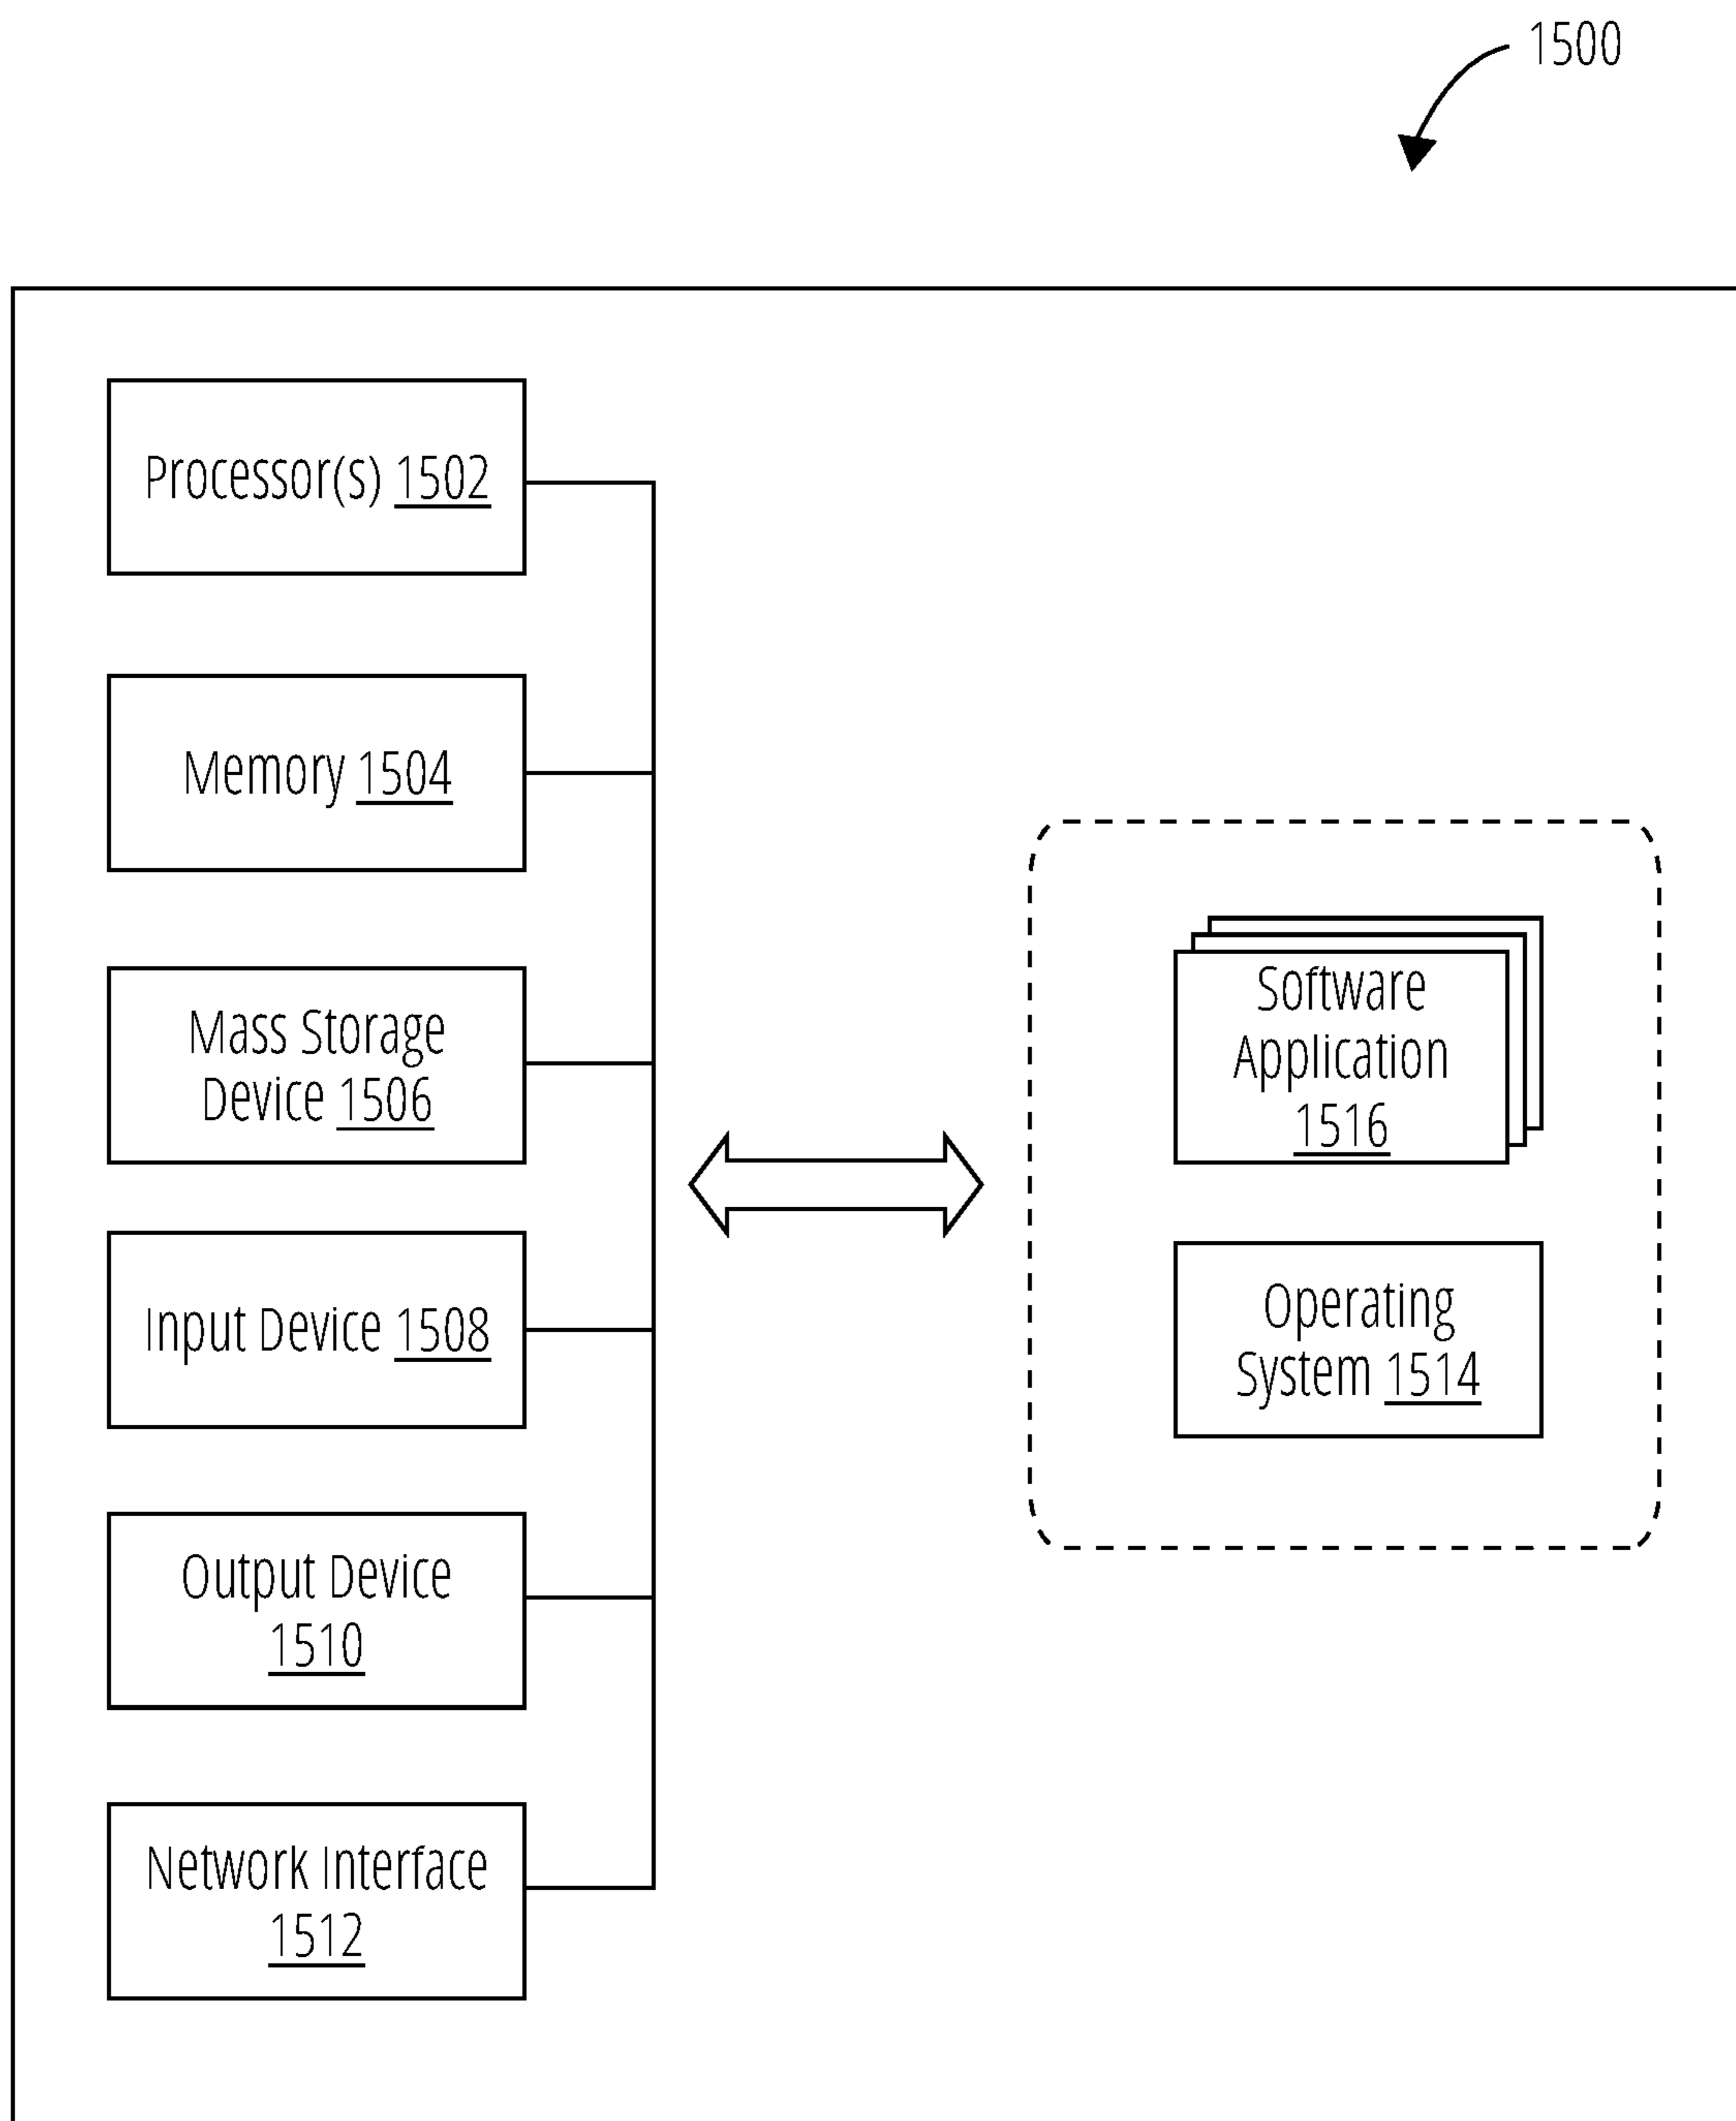 1500
Processor(s) 1502
Memory 1504
Mass Storage
Device 1506
Input Device 1508
Output Device
1510
Network Interface
1512
Software
Application
1516
Operating
System 1514